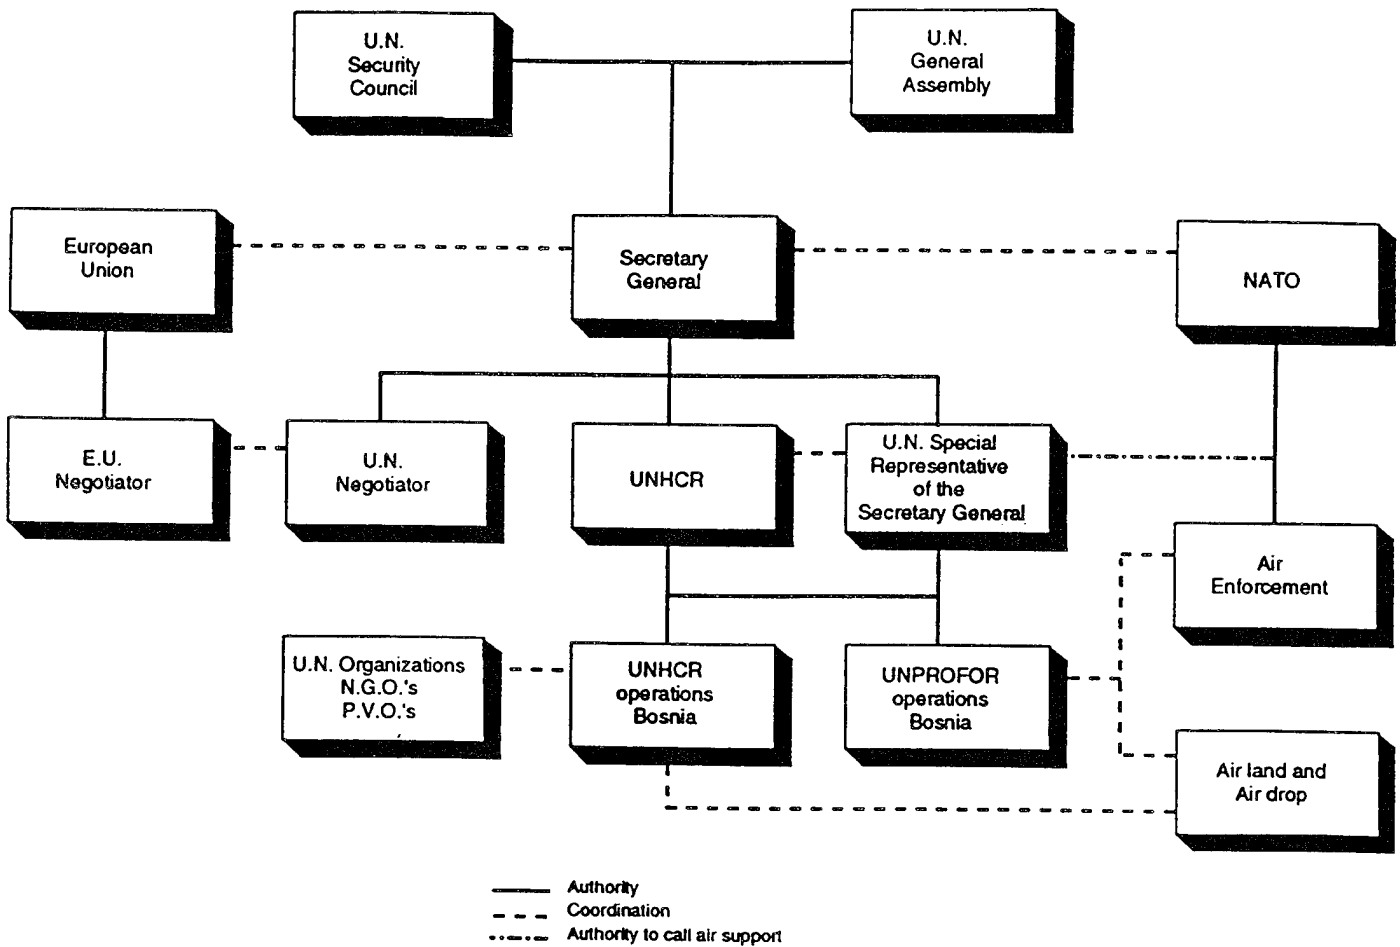 U.N.
Security
Council
U.N.
General
Assembly
European
Union
Secretary
General
NATO
E.U.
Negotiator
U.N.
Negotiator
UNHCR
U.N. Special
Representative
of the
Secretary General
Air
Enforcement
U.N. Organizations
N.G.O.'s
P.V.O.'s
UNHCR
operations
Bosnia
UNPROFOR
operations
Bosnia
Air land and
Air drop
Authority
Coordination
Authority to call air support